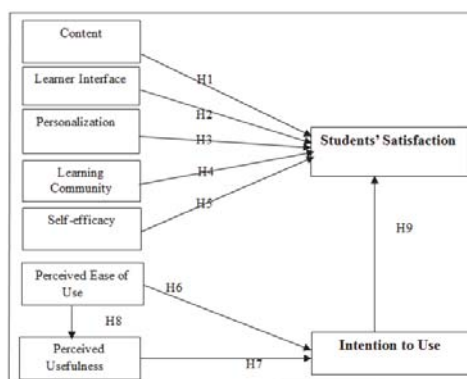 Content
H1
Learner Interface
H2
Personalization
H3
Students' Satisfaction
Learning
Community
H4
Self-efficacy
H5
H9
Perceived Ease of
Use
H6
H8
Perceived
Usefulness
H7
Intention to Use